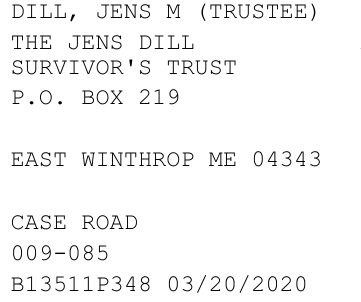 DILL, JENS M (TRUSTEE)
THE JENS DILL
SURVIVOR'S TRUST
P.O. BOX 219
EAST WINTHROP ME 04343
CASE ROAD
009-085
B13511P348 03/20/2020